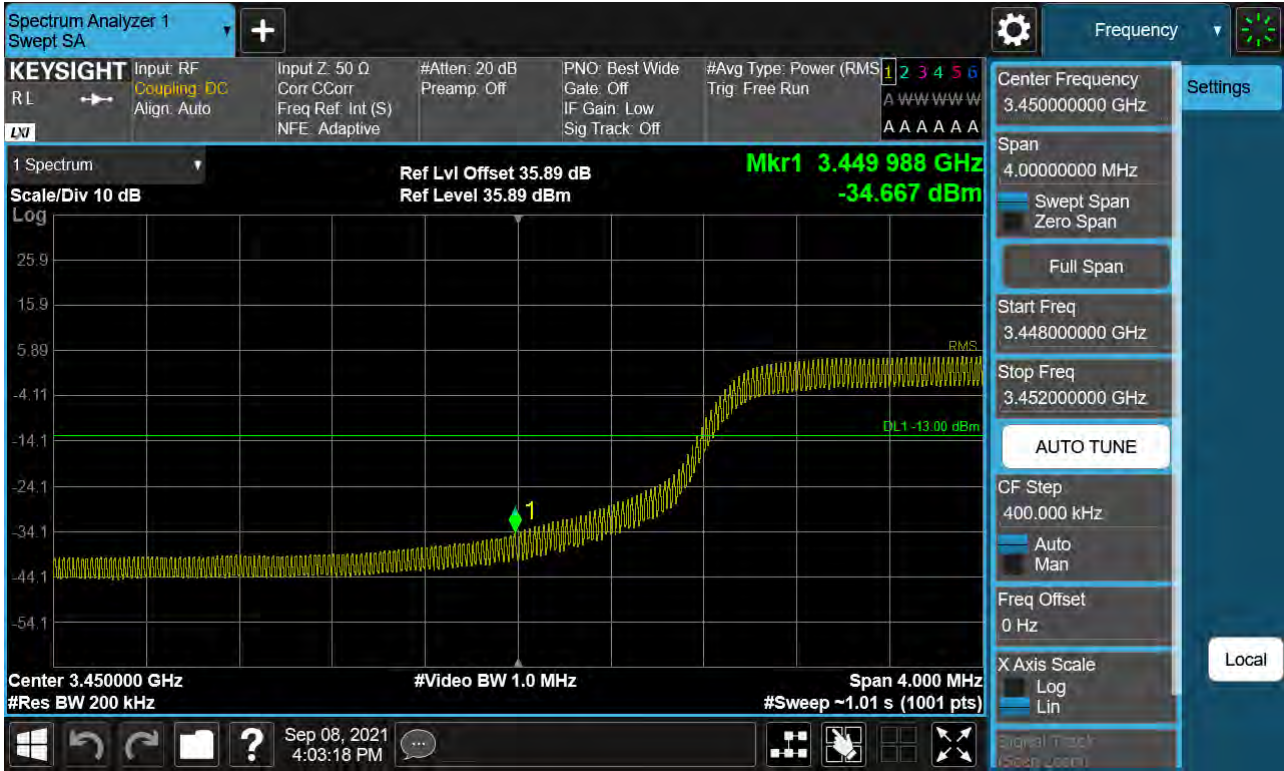 Spectrum Analyzer 1
Swept SA
Frequency
KEYSIGHT
RL
LXI
Input: RF
Coupling: DC
Align: Auto
Input Z: 50 Ω
Corr CCorr
Freq Ref: Int (S)
NFE: Adaptive
#Atten: 20 dB
Preamp: Off
PNO: Best Wide
Gate: Off
IF Gain: Low
Sig Track: Off
#Avg Type: Power (RMS
Trig: Free Run
1 2 3 4 5 6
A W W W W W
A A A A A A
1 Spectrum
Scale/Div 10 dB
Log
Ref Lvl Offset 35.89 dB
Ref Level 35.89 dBm
Mkr1 3.449 988 GHz
-34.667 dBm
25.9
15.9
5.89
-4.11
-14.1
-24.1
-34.1
-44.1
-54.1
RMS
DL1 -13.00 dBm
1
Center 3.450000 GHz
#Res BW 200 kHz
#Video BW 1.0 MHz
Span 4.000 MHz
#Sweep ~1.01 s (1001 pts)
Center Frequency
3.450000000 GHz
Span
4.00000000 MHz
Swept Span
Zero Span
Full Span
Start Freq
3.448000000 GHz
Stop Freq
3.452000000 GHz
AUTO TUNE
CF Step
400.000 kHz
Auto
Man
Freq Offset
0 Hz
X Axis Scale
Log
Lin
Signal Track
(Span Zoom)
Settings
Local
?
Sep 08, 2021
4:03:18 PM